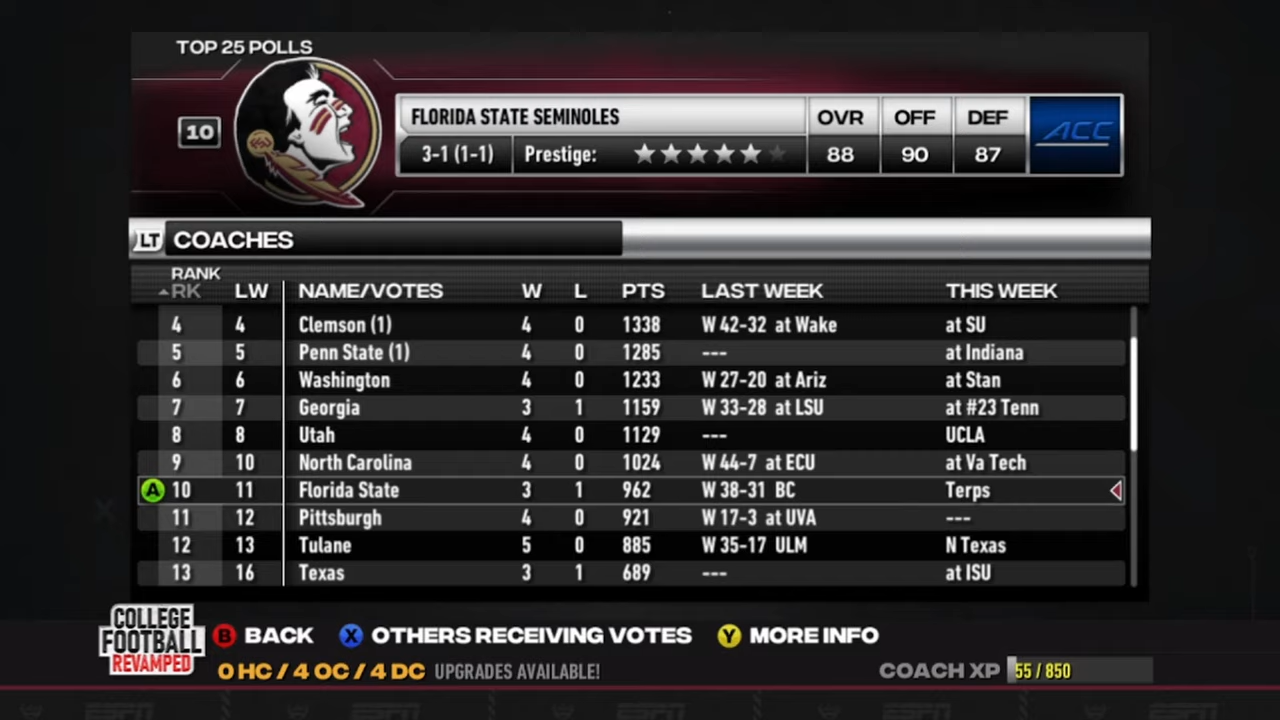 TOP 25 POLLS
10
FLORIDA STATE SEMINOLES OVR OFF DEF ACC
3-1 (1-1) Prestige: 88 90 87
LT COACHES
RANK
RK LW NAME/VOTES W L PTS LAST WEEK THIS WEEK
4 4 Clemson (1) 4 0 1338 W 42-32 at Wake at SU
5 5 Penn State (1) 4 0 1285 --- at Indiana
6 6 Washington 4 0 1233 W 27-20 at Ariz at Stan
7 7 Georgia 3 1 1159 W 33-28 at LSU at #23 Tenn
8 8 Utah 4 0 1129 --- UCLA
9 10 North Carolina 4 0 1024 W 44-7 at ECU at Va Tech
A 10 11 Florida State 3 1 962 W 38-31 BC Terps
11 12 Pittsburgh 4 0 921 W 17-3 at UVA ---
12 13 Tulane 5 0 885 W 35-17 ULM N Texas
13 16 Texas 3 1 689 --- at ISU
COLLEGE FOOTBALL REVAMPED
B BACK X OTHERS RECEIVING VOTES Y MORE INFO
0 HC / 4 OC / 4 DC UPGRADES AVAILABLE! COACH XP 55 / 850